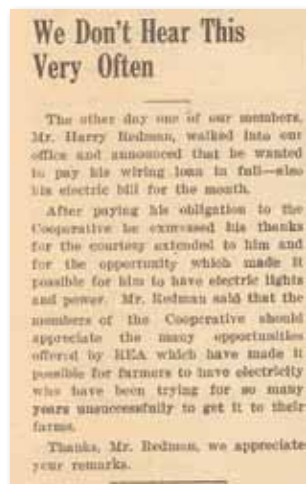 We Don't Hear This
Very Often
The other day one of our members,
Mr. Harry Redman, walked into our
office and announced that he wanted
to pay his wiring loan in full—also
his electric bill for the month.
After paying his obligation to the
Cooperative he expressed his thanks
for the courtesy extended to him and
for the opportunity which made it
possible for him to have electric lights
and power. Mr. Redman said that the
members of the Cooperative should
appreciate the many opportunities
offered by REA which have made it
possible for farmers to have electricity
who have been trying for so many
years unsuccessfully to get it to their
farms.
Thanks, Mr. Redman, we appreciate
your remarks.